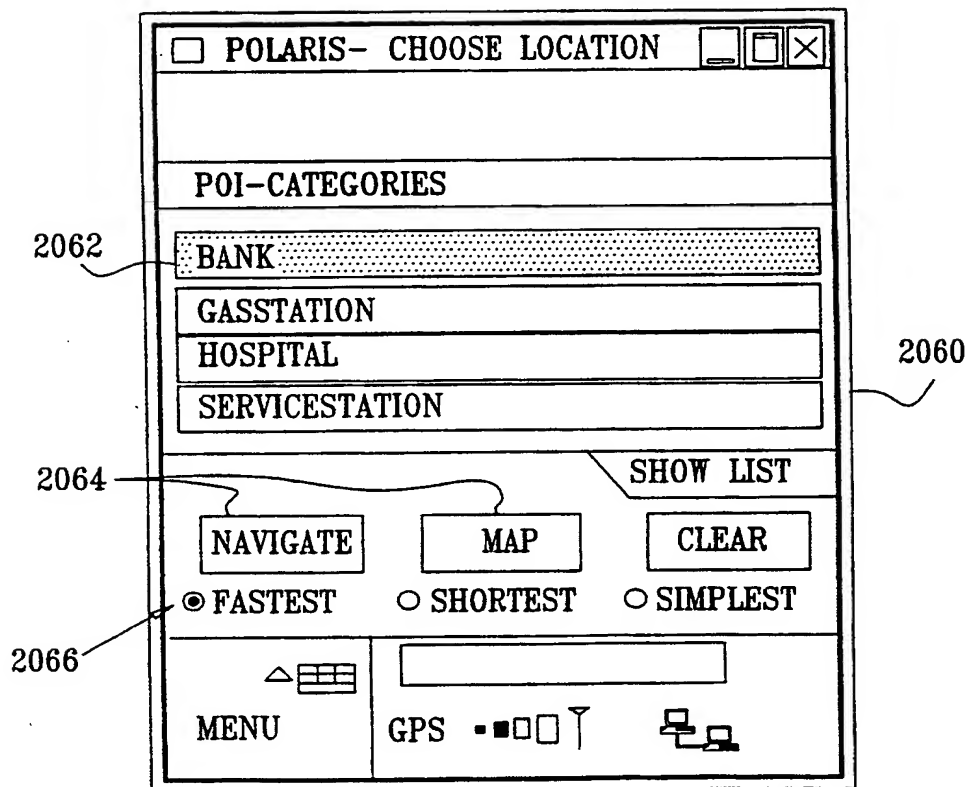 POLARIS- CHOOSE LOCATION
POI-CATEGORIES
2062
BANK
GASSTATION
HOSPITAL
2060
SERVICESTATION
SHOW LIST
2064
NAVIGATE MAP CLEAR
FASTEST SHORTEST SIMPLEST
2066
MENU GPS